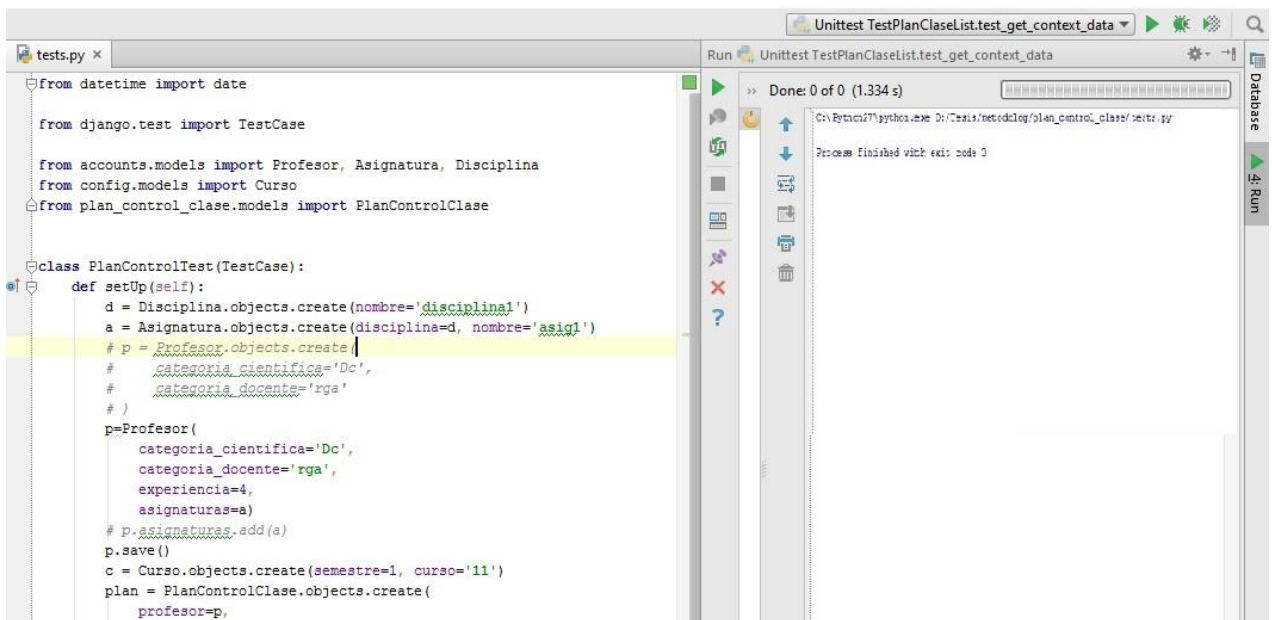 Unittest TestPlanClaseList.test_get_context_data
tests.py
from datetime import date
from django.test import TestCase
from accounts.models import Profesor, Asignatura, Disciplina
from config.models import Curso
from plan_control_clase.models import PlanControlClase
class PlanControlTest(TestCase):
def setUp(self):
d = Disciplina.objects.create(nombre='disciplina1')
a = Asignatura.objects.create(disciplina=d, nombre='asig1')
# p = Profesor.objects.create(
# categoria_cientifica='Dc',
# categoria_docente='rga'
# )
p=Profesor(
categoria_cientifica='Dc',
categoria_docente='rga',
experiencia=4,
asignaturas=a)
# p.asignaturas.add(a)
p.save()
c = Curso.objects.create(semestre=1, curso='11')
plan = PlanControlClase.objects.create(
profesor=p,
Run Unittest TestPlanClaseList.test_get_context_data
Done: 0 of 0 (1.334 s)
C:\Python27\python.exe D:/Tesis/metodolog/plan_control_clase/tests.py
Process finished with exit code 0
Database
4: Run